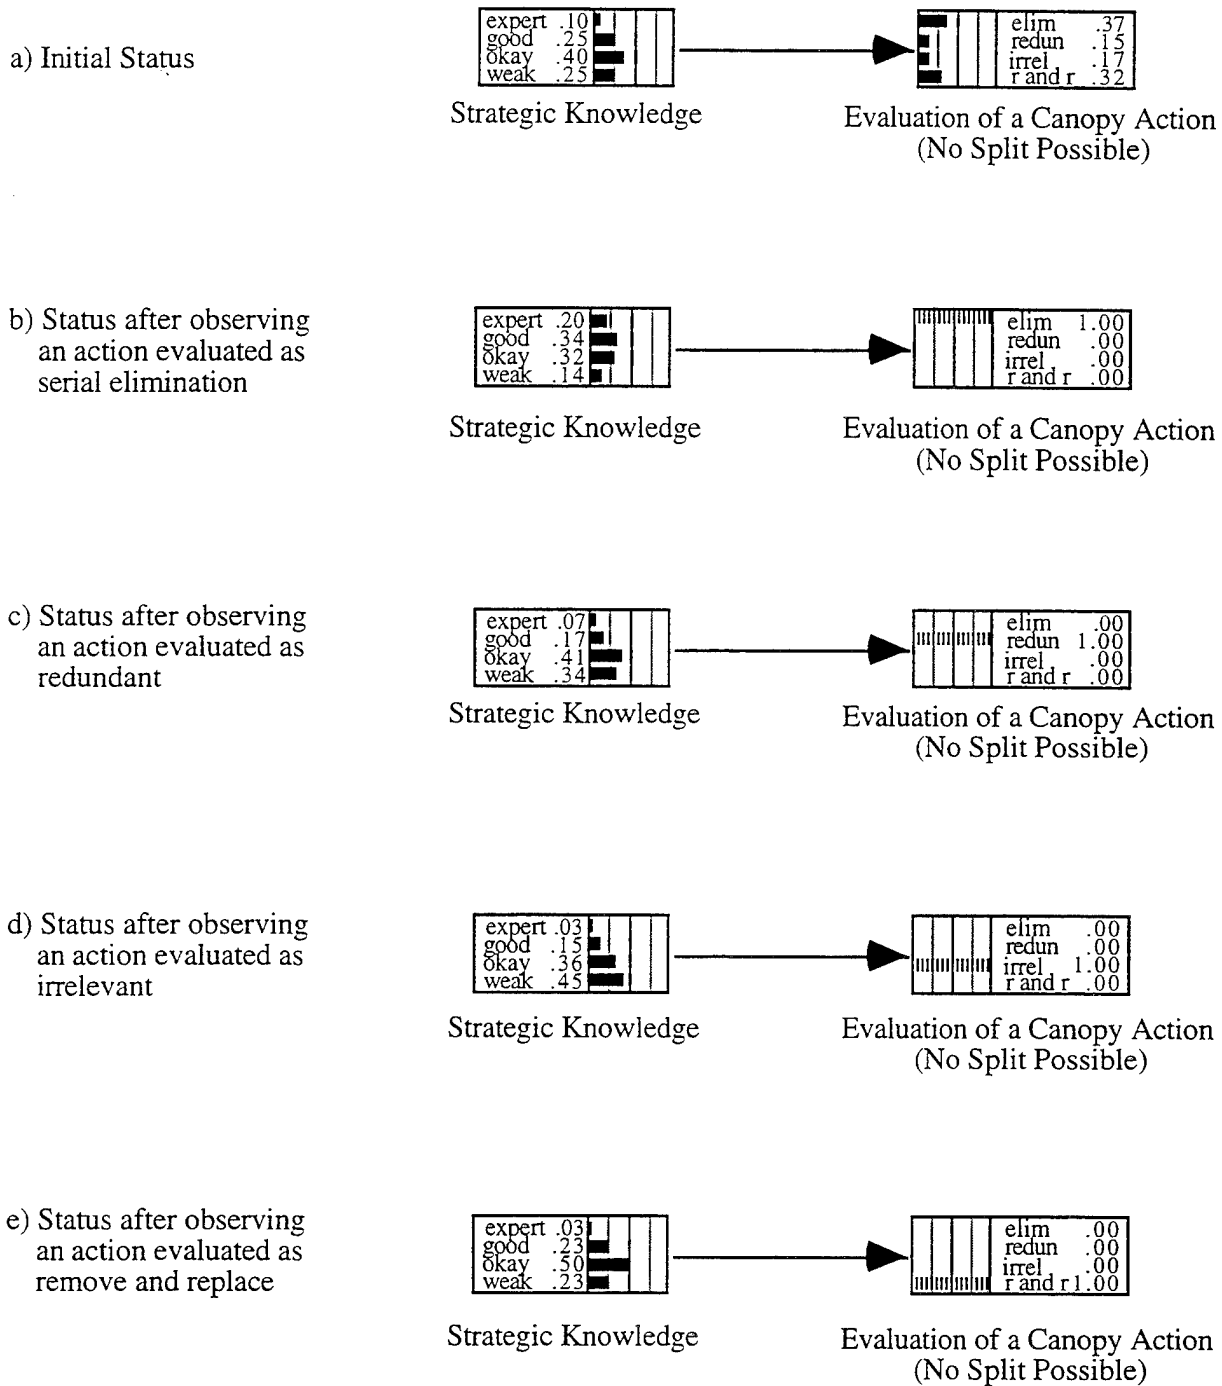 a) Initial Status
expert .10
good .25
okay .40
weak .25
Strategic Knowledge
elim .37
redun .15
irrel .17
r and r .32
Evaluation of a Canopy Action
(No Split Possible)
b) Status after observing
an action evaluated as
serial elimination
expert .20
good .34
okay .32
weak .14
Strategic Knowledge
elim 1.00
redun .00
irrel .00
r and r .00
Evaluation of a Canopy Action
(No Split Possible)
c) Status after observing
an action evaluated as
redundant
expert .07
good .17
okay .41
weak .34
Strategic Knowledge
elim .00
redun 1.00
irrel .00
r and r .00
Evaluation of a Canopy Action
(No Split Possible)
d) Status after observing
an action evaluated as
irrelevant
expert .03
good .15
okay .36
weak .45
Strategic Knowledge
elim .00
redun .00
irrel 1.00
r and r .00
Evaluation of a Canopy Action
(No Split Possible)
e) Status after observing
an action evaluated as
remove and replace
expert .03
good .23
okay .50
weak .23
Strategic Knowledge
elim .00
redun .00
irrel .00
r and r 1.00
Evaluation of a Canopy Action
(No Split Possible)